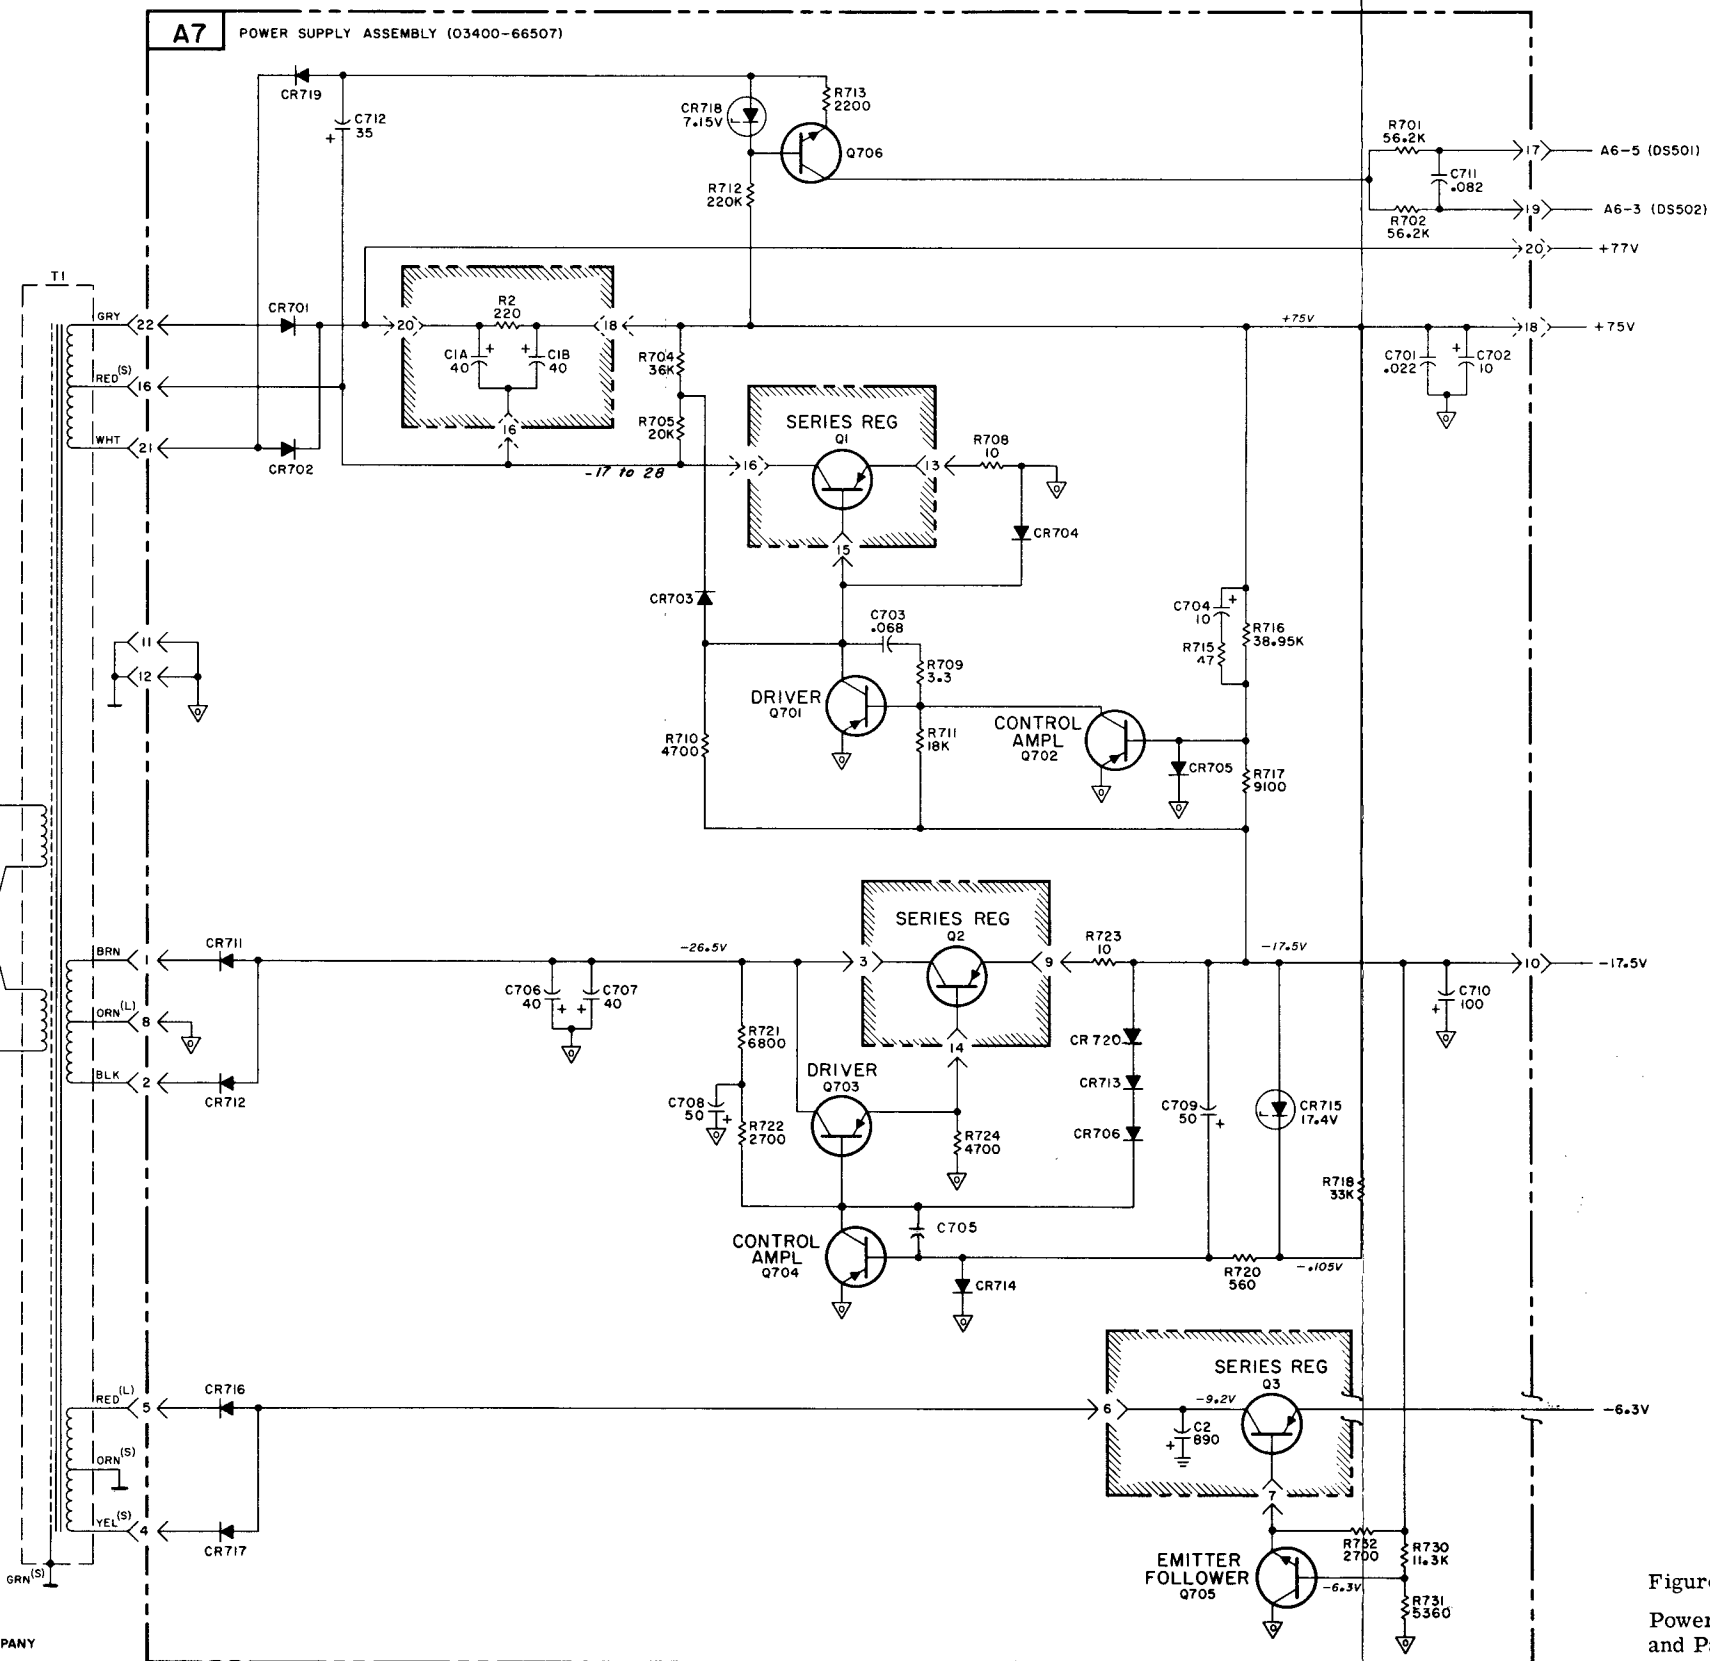 A7
POWER SUPPLY ASSEMBLY (03400-66507)
CR719
C712
35
+
CR718
7.15V
R713
2200
Q706
R712
220K
R701
56.2K
C711
.082
R702
56.2K
17
A6-5 (DS501)
19
A6-3 (DS502)
20
+77V
T1
GRY
22
RED (S)
16
WHT
21
CR701
CR702
20
R2
220
18
C1A
40
+
+
C1B
40
16
-17 to 28
R704
36K
R705
20K
+75V
C701
.022
+
C702
10
18
+75V
SERIES REG
Q1
16
13
15
R708
10
CR704
CR703
C703
.068
R709
3.3
DRIVER
Q701
R710
4700
R711
18K
CONTROL
AMPL
Q702
CR705
C704
10
+
R715
47
R716
38.95K
R717
9100
11
12
BRN
1
ORN (L)
8
BLK
2
CR711
CR712
C706
40
+
+
C707
40
-26.5V
R721
6800
C708
50
+
R722
2700
DRIVER
Q703
SERIES REG
Q2
3
9
14
R723
10
R724
4700
CR720
CR713
CR706
C709
50
+
CR715
17.4V
-17.5V
C710
100
+
10
-17.5V
R718
33K
CONTROL
AMPL
Q704
C705
CR714
R720
560
-.105V
RED (L)
5
ORN (S)
YEL (S)
4
CR716
CR717
SERIES REG
Q3
6
-9.2V
C2
890
+
7
-6.3V
EMITTER
FOLLOWER
Q705
R732
2700
R730
11.3K
-6.3V
R731
5360
GRN (S)
PANY
Figure
Power
and Pa